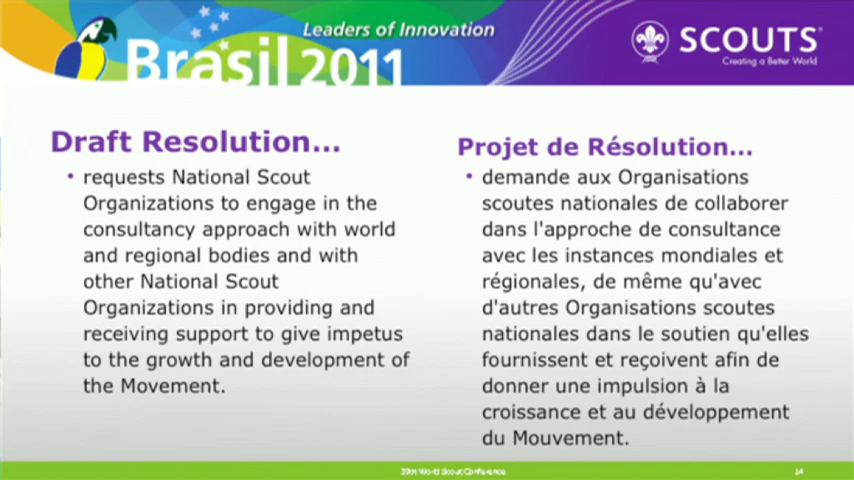 Leaders of Innovation
Brasil 2011
SCOUTS
Creating a Better World
Draft Resolution...
• requests National Scout
Organizations to engage in the
consultancy approach with world
and regional bodies and with
other National Scout
Organizations in providing and
receiving support to give impetus
to the growth and development of
the Movement.
Projet de Résolution...
• demande aux Organisations
scoutes nationales de collaborer
dans l'approche de consultance
avec les instances mondiales et
régionales, de même qu'avec
d'autres Organisations scoutes
nationales dans le soutien qu'elles
fournissent et reçoivent afin de
donner une impulsion à la
croissance et au développement
du Mouvement.
39th World Scout Conference
14